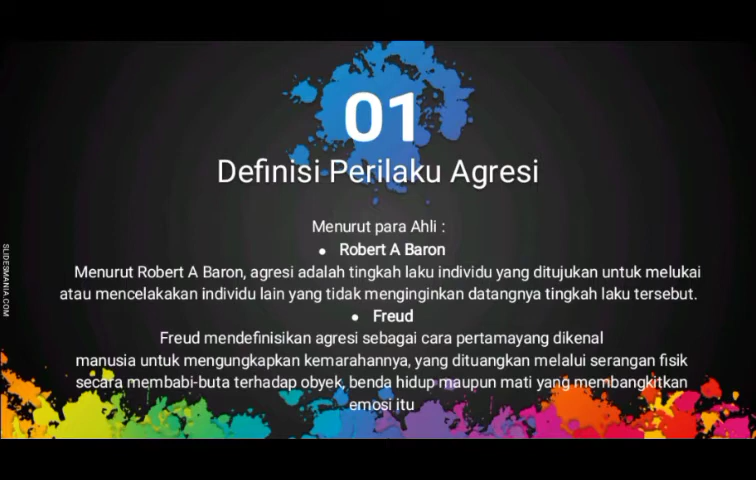 01
Definisi Perilaku Agresi
Menurut para Ahli :
● Robert A Baron
Menurut Robert A Baron, agresi adalah tingkah laku individu yang ditujukan untuk melukai
atau mencelakakan individu lain yang tidak menginginkan datangnya tingkah laku tersebut.
● Freud
Freud mendefinisikan agresi sebagai cara pertamayang dikenal
manusia untuk mengungkapkan kemarahannya, yang dituangkan melalui serangan fisik
secara membabi-buta terhadap obyek, benda hidup maupun mati yang membangkitkan
emosi itu
SLIDESMANIA.COM